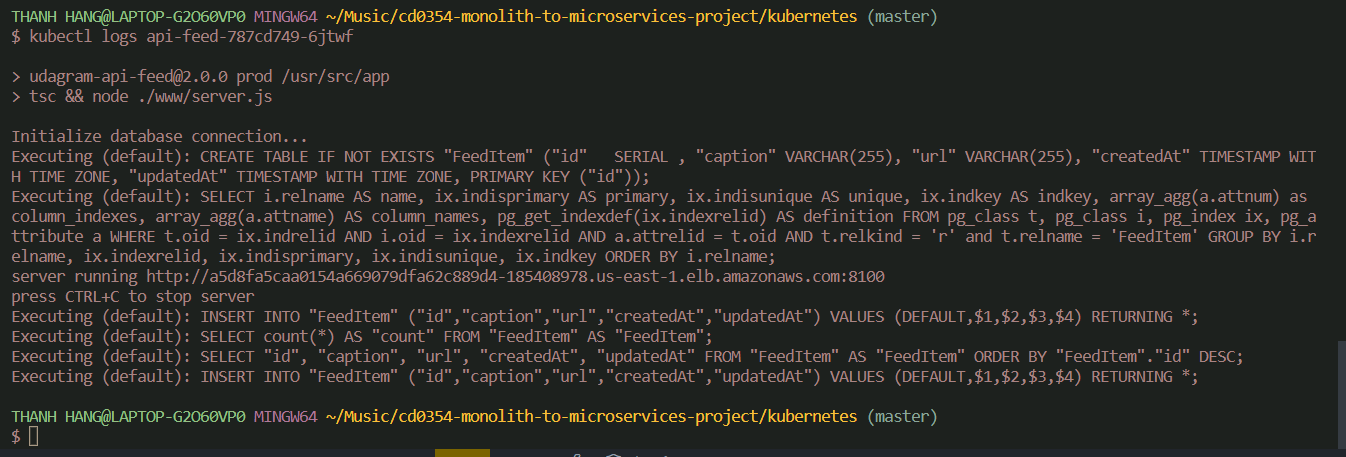 THANH HANG@LAPTOP-G2O60VP0 MINGW64 ~/Music/cd0354-monolith-to-microservices-project/kubernetes (master)
$ kubectl logs api-feed-787cd749-6jtwf
> udagram-api-feed@2.0.0 prod /usr/src/app
> tsc && node ./www/server.js
Initialize database connection...
Executing (default): CREATE TABLE IF NOT EXISTS "FeedItem" ("id"   SERIAL , "caption" VARCHAR(255), "url" VARCHAR(255), "createdAt" TIMESTAMP WIT
H TIME ZONE, "updatedAt" TIMESTAMP WITH TIME ZONE, PRIMARY KEY ("id"));
Executing (default): SELECT i.relname AS name, ix.indisprimary AS primary, ix.indisunique AS unique, ix.indkey AS indkey, array_agg(a.attnum) as
column_indexes, array_agg(a.attname) AS column_names, pg_get_indexdef(ix.indexrelid) AS definition FROM pg_class t, pg_class i, pg_index ix, pg_a
ttribute a WHERE t.oid = ix.indrelid AND i.oid = ix.indexrelid AND a.attrelid = t.oid AND t.relkind = 'r' and t.relname = 'FeedItem' GROUP BY i.r
elname, ix.indexrelid, ix.indisprimary, ix.indisunique, ix.indkey ORDER BY i.relname;
server running http://a5d8fa5caa0154a669079dfa62c889d4-185408978.us-east-1.elb.amazonaws.com:8100
press CTRL+C to stop server
Executing (default): INSERT INTO "FeedItem" ("id","caption","url","createdAt","updatedAt") VALUES (DEFAULT,$1,$2,$3,$4) RETURNING *;
Executing (default): SELECT count(*) AS "count" FROM "FeedItem" AS "FeedItem";
Executing (default): SELECT "id", "caption", "url", "createdAt", "updatedAt" FROM "FeedItem" AS "FeedItem" ORDER BY "FeedItem"."id" DESC;
Executing (default): INSERT INTO "FeedItem" ("id","caption","url","createdAt","updatedAt") VALUES (DEFAULT,$1,$2,$3,$4) RETURNING *;
THANH HANG@LAPTOP-G2O60VP0 MINGW64 ~/Music/cd0354-monolith-to-microservices-project/kubernetes (master)
$